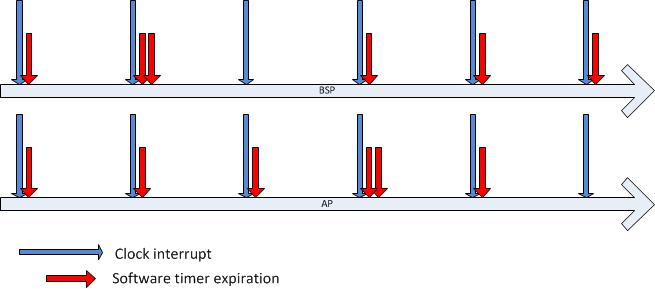 BSP
AP
Clock interrupt
Software timer expiration